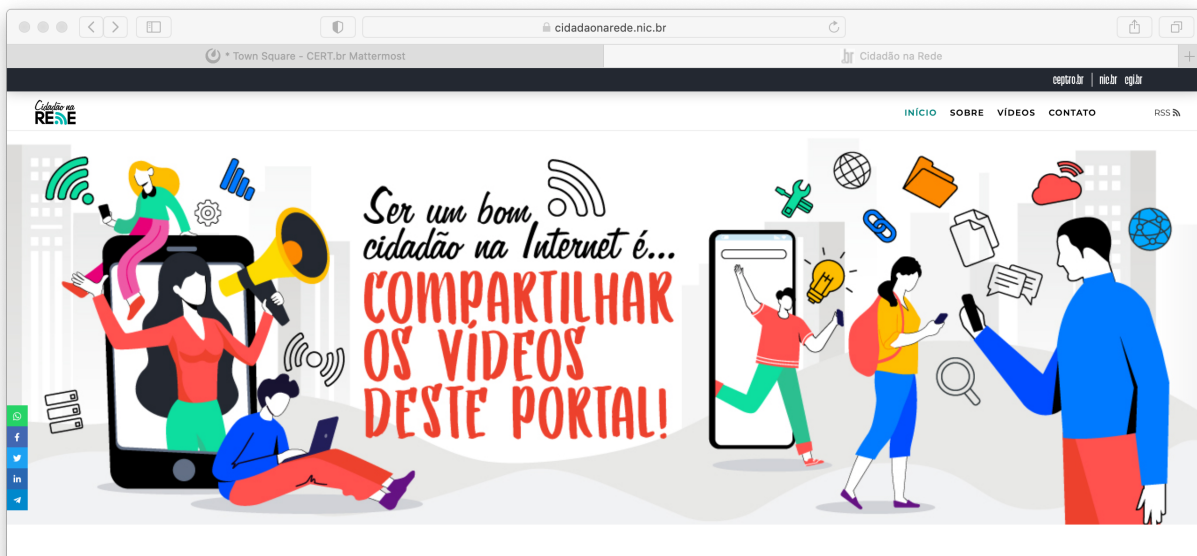 cidadaonarede.nic.br
* Town Square - CERT.br Mattermost
Cidadão na Rede
ceptro.br | nic.br cgi.br
Cidadão na
REDE
INÍCIO SOBRE VÍDEOS CONTATO
RSS
Ser um bom
cidadão na Internet é...
COMPARTILHAR
OS VÍDEOS
DESTE PORTAL!